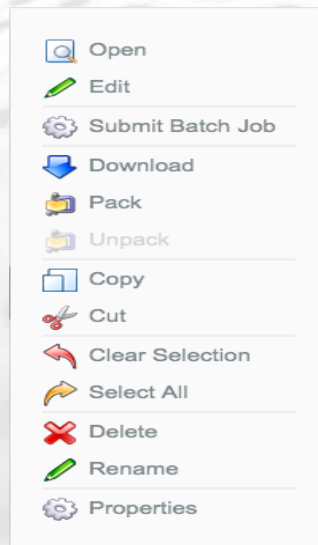 Open
Edit
Submit Batch Job
Download
Pack
Unpack
Copy
Cut
Clear Selection
Select All
Delete
Rename
Properties